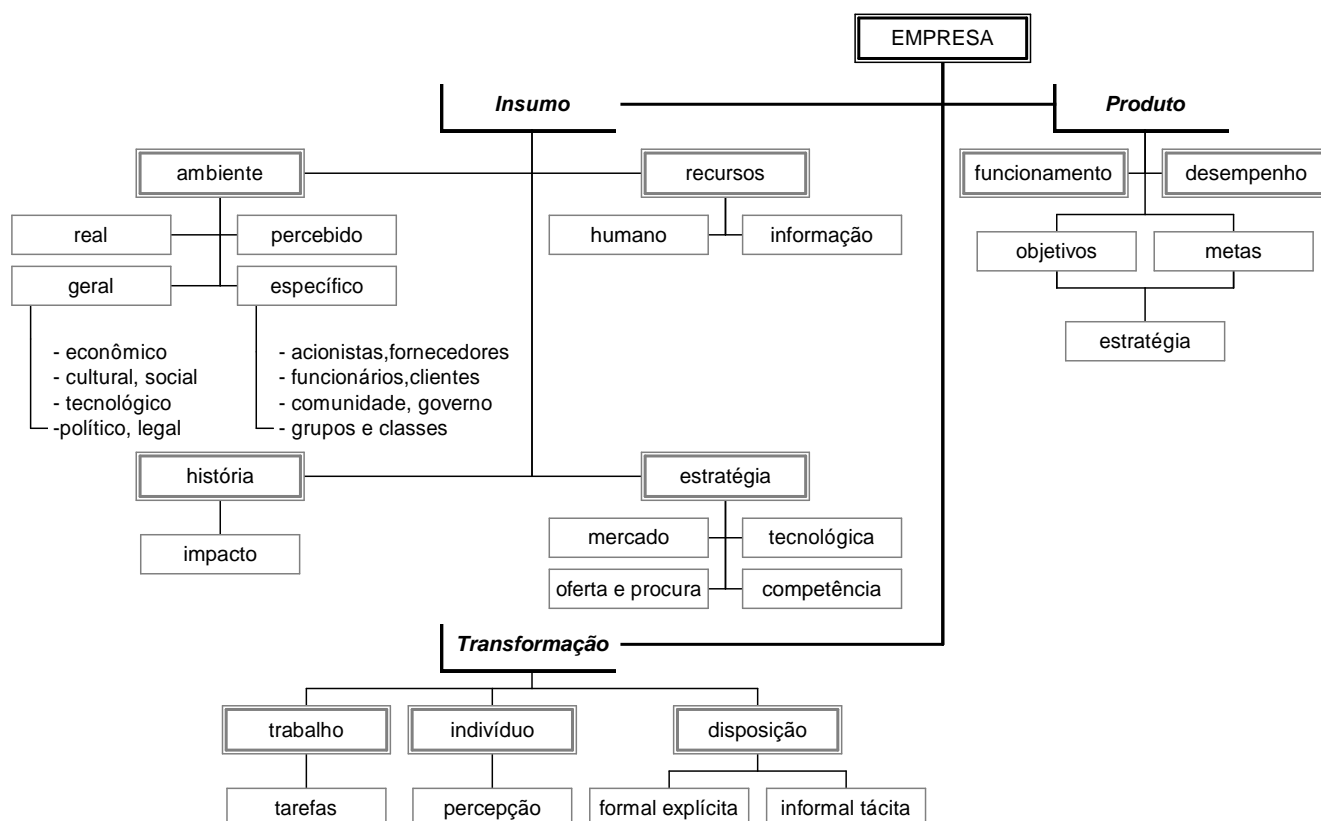 EMPRESA
Insumo
Produto
ambiente
recursos
funcionamento
desempenho
real
percebido
humano
informação
objetivos
metas
geral
específico
estratégia
- econômico
- cultural, social
- tecnológico
-político, legal
- acionistas,fornecedores
- funcionários,clientes
- comunidade, governo
- grupos e classes
história
estratégia
impacto
mercado
tecnológica
oferta e procura
competência
Transformação
trabalho
indivíduo
disposição
tarefas
percepção
formal explícita
informal tácita